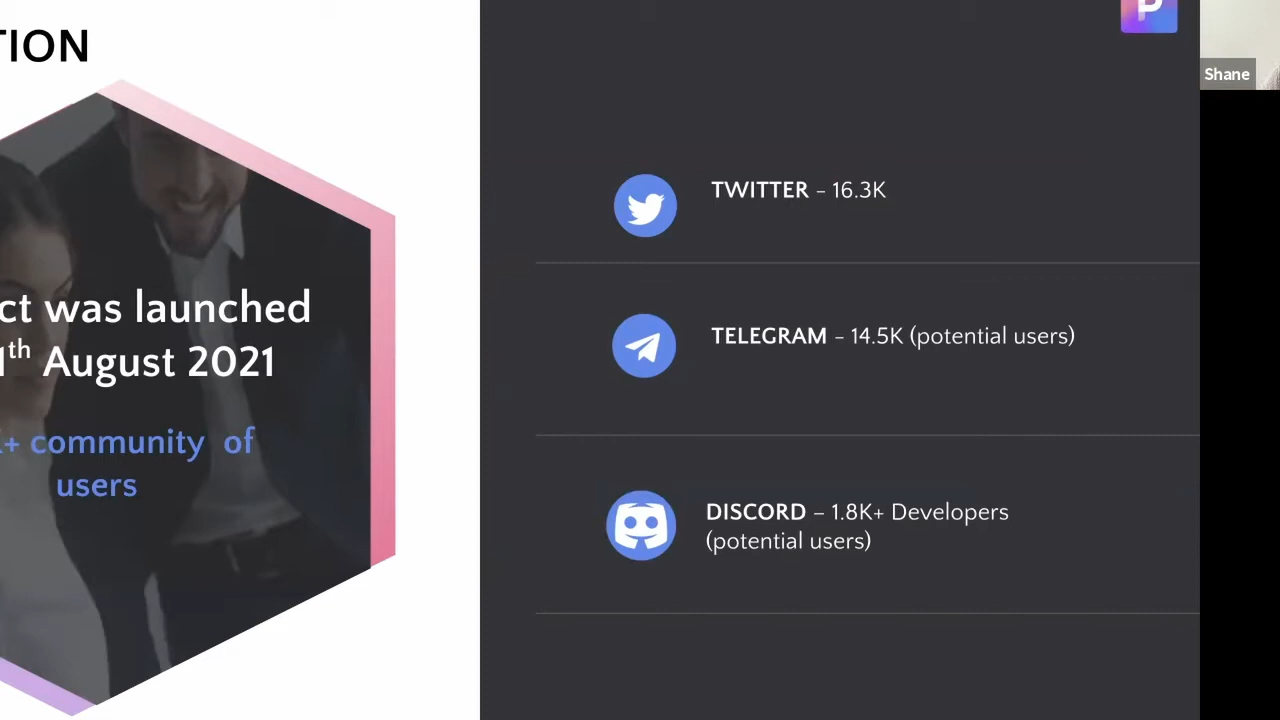 TION
ct was launched
th August 2021
+ community of
users
P
TWITTER – 16.3K
TELEGRAM – 14.5K (potential users)
DISCORD – 1.8K+ Developers
(potential users)
Shane